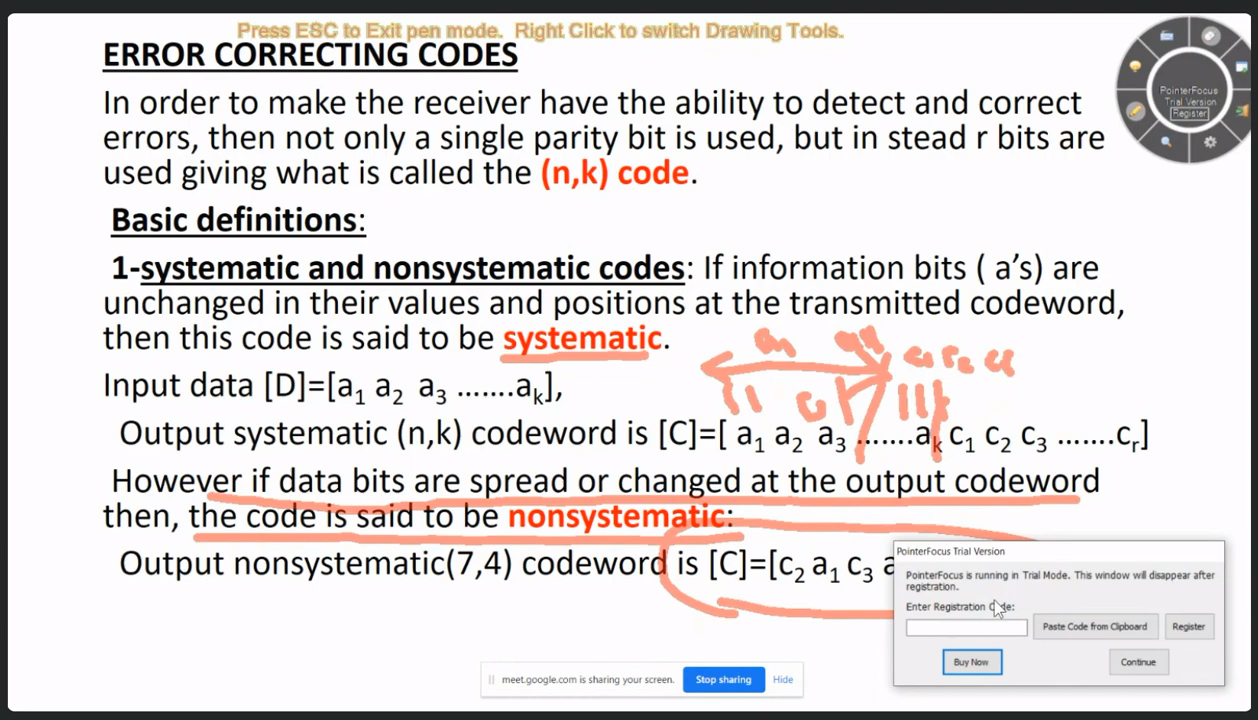 Press ESC to Exit pen mode. Right Click to switch Drawing Tools.
ERROR CORRECTING CODES
In order to make the receiver have the ability to detect and correct
errors, then not only a single parity bit is used, but in stead r bits are
used giving what is called the (n,k) code.
PointerFocus
Trial Version
Register
Basic definitions:
1-systematic and nonsystematic codes: If information bits ( a's) are
unchanged in their values and positions at the transmitted codeword,
then this code is said to be systematic.
Input data [D]=[a₁ a₂ a₃ .......aₖ],
Output systematic (n,k) codeword is [C]=[ a₁ a₂ a₃ .......aₖ c₁ c₂ c₃ .......cᵣ]
However if data bits are spread or changed at the output codeword
then, the code is said to be nonsystematic:
Output nonsystematic(7,4) codeword is [C]=[c₂ a₁ c₃
PointerFocus Trial Version
PointerFocus is running in Trial Mode. This window will disappear after
registration.
Enter Registration Code:
Paste Code from Clipboard
Register
Buy Now
Continue
meet.google.com is sharing your screen.
Stop sharing
Hide